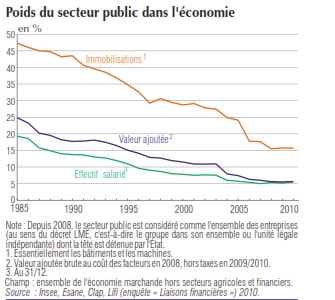 Poids du secteur public dans l'économie
en %
50
45
40
35
30
25
20
15
10
5
0
Immobilisations 1
Valeur ajoutée2
Effectif salarié3
1985 1990 1995 2000 2005 2010
Note : Depuis 2008, le secteur public est considéré comme l'ensemble des entreprises
(au sens du décret LME, c'est-à-dire le groupe dans son ensemble ou l'unité légale
indépendante) dont la tête est détenue par l'État.
1. Essentiellement les bâtiments et les machines.
2. Valeur ajoutée brute au coût des facteurs en 2008, hors taxes en 2009/2010.
3. Au 31/12.
Champ : ensemble de l'économie marchande hors secteurs agricoles et financiers.
Source : Insee, Esane, Clap, Lifi (enquête « Liaisons financières ») 2010.